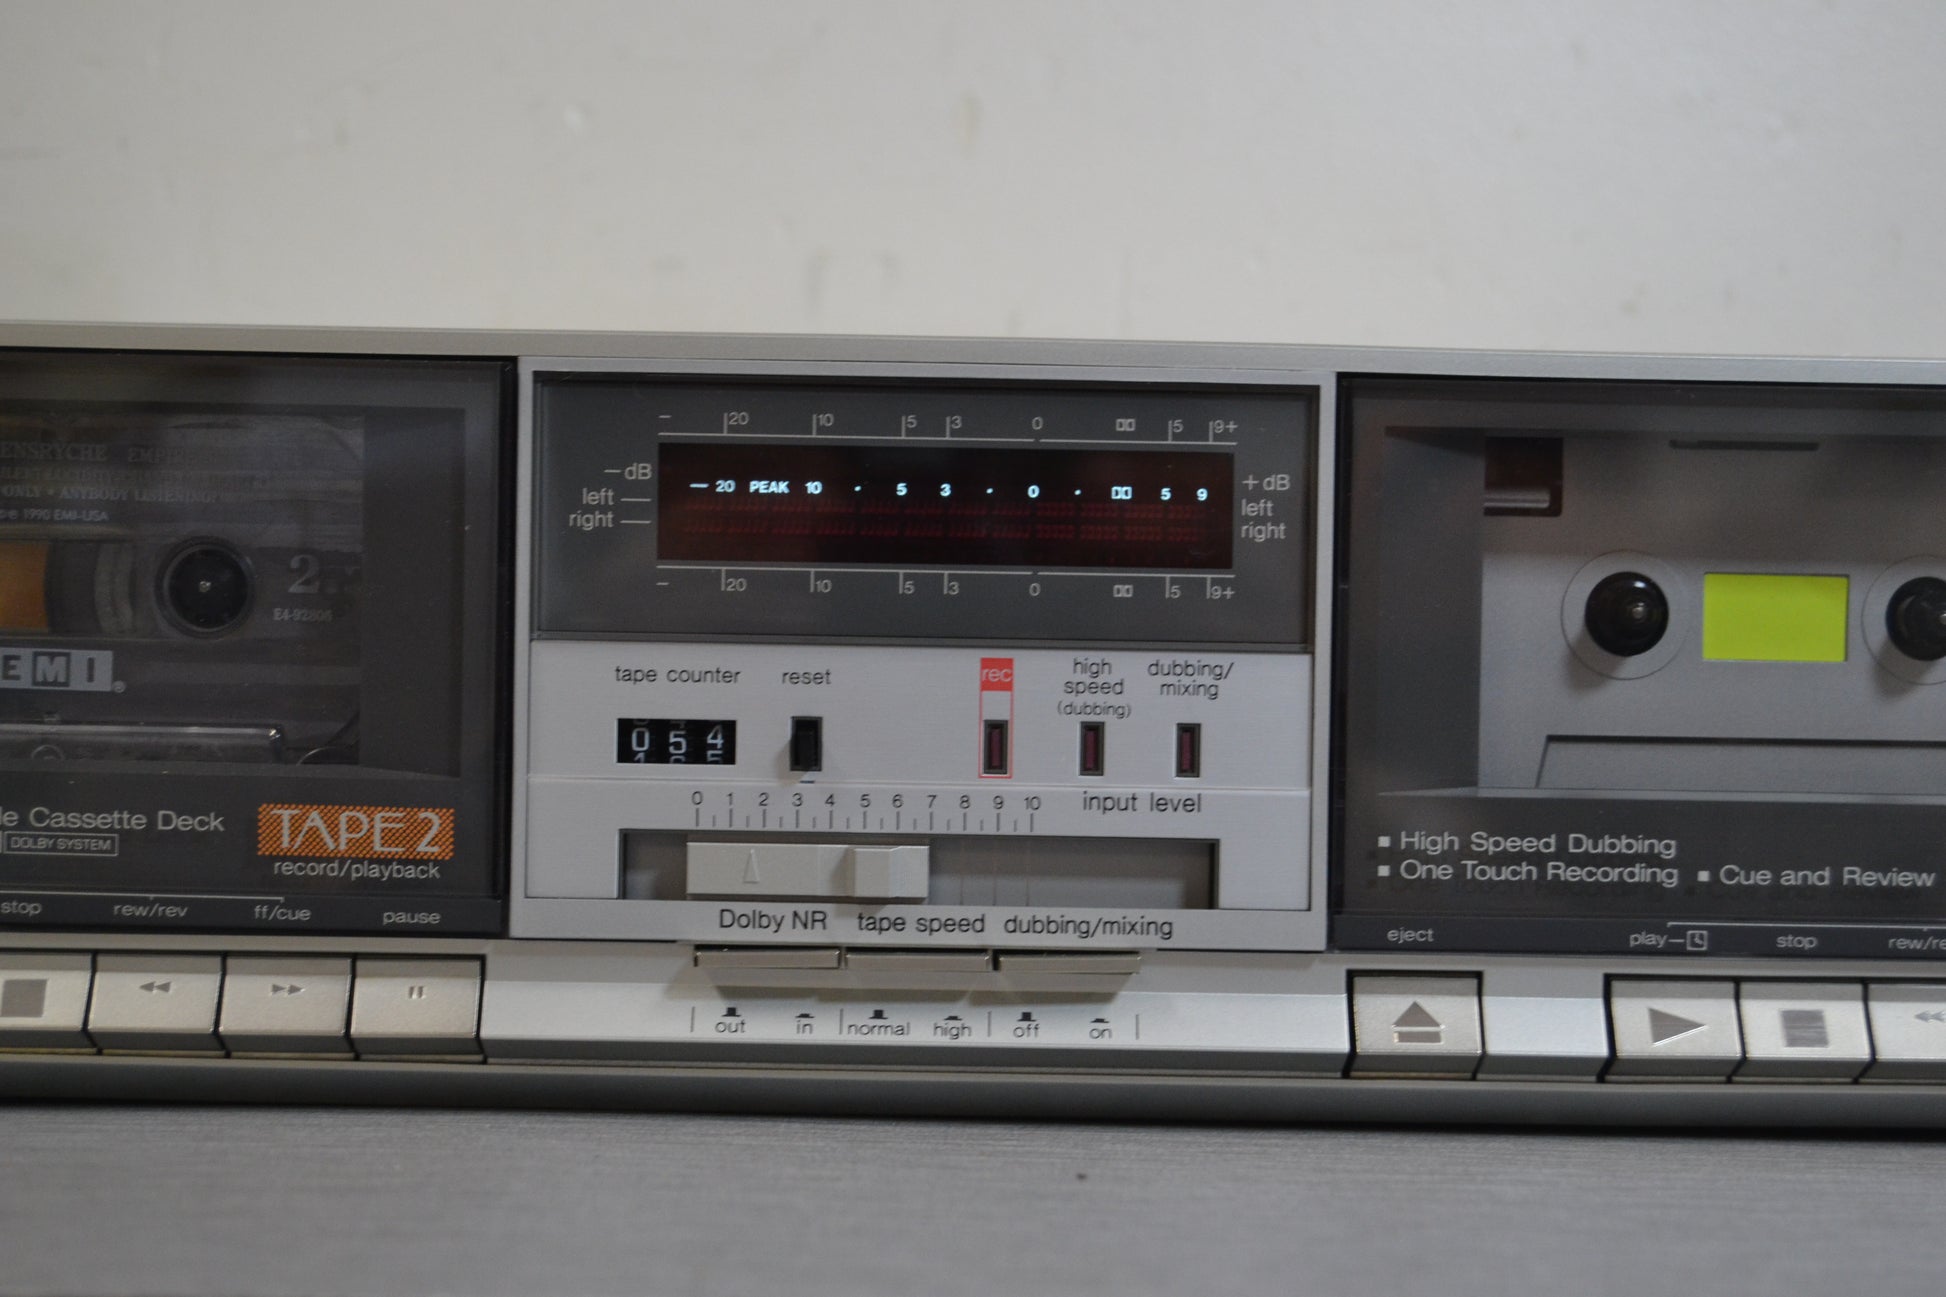 ENSRYCHE EMPIRE
ONLY • ANYBODY LISTENING?
1990 EMI-USA
2
E4-92806
EMI®
le Cassette Deck
DOLBY SYSTEM
TAPE 2
record/playback
stop rew/rev ff/cue pause
− 20 10 5 3 0 5 9+
−dB
left
right
− 20 PEAK 10 • 5 3 • 0 • 5 9
+dB
left
right
− 20 10 5 3 0 5 9+
tape counter reset rec high speed (dubbing) dubbing/mixing
0 5 4
0 1 2 3 4 5 6 7 8 9 10 input level
Dolby NR tape speed dubbing/mixing
out in normal high off on
▪ High Speed Dubbing
▪ One Touch Recording ▪ Cue and Review
eject play stop rew/re